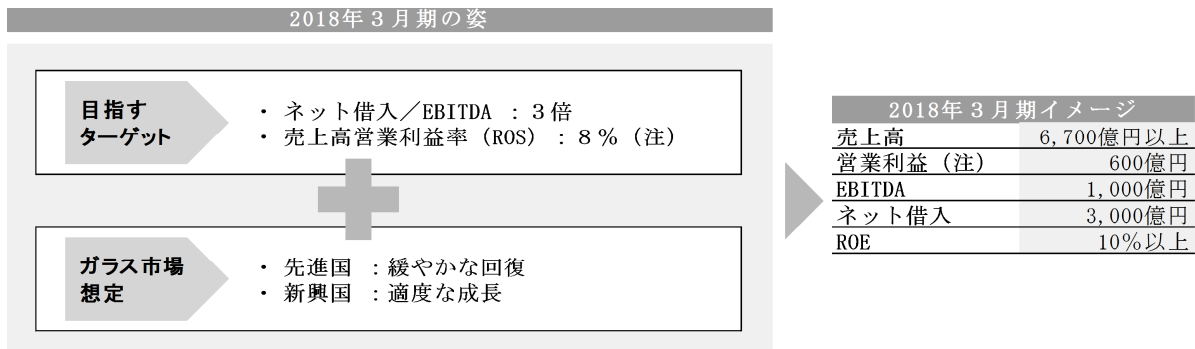 2018年３月期の姿
目指す
ターゲット
・ ネット借入／EBITDA ：３倍
・ 売上高営業利益率（ROS）：８％（注）
ガラス市場
想定
・ 先進国 ：緩やかな回復
・ 新興国 ：適度な成長
2018年３月期イメージ
売上高 6,700億円以上
営業利益（注） 600億円
EBITDA 1,000億円
ネット借入 3,000億円
ROE 10％以上